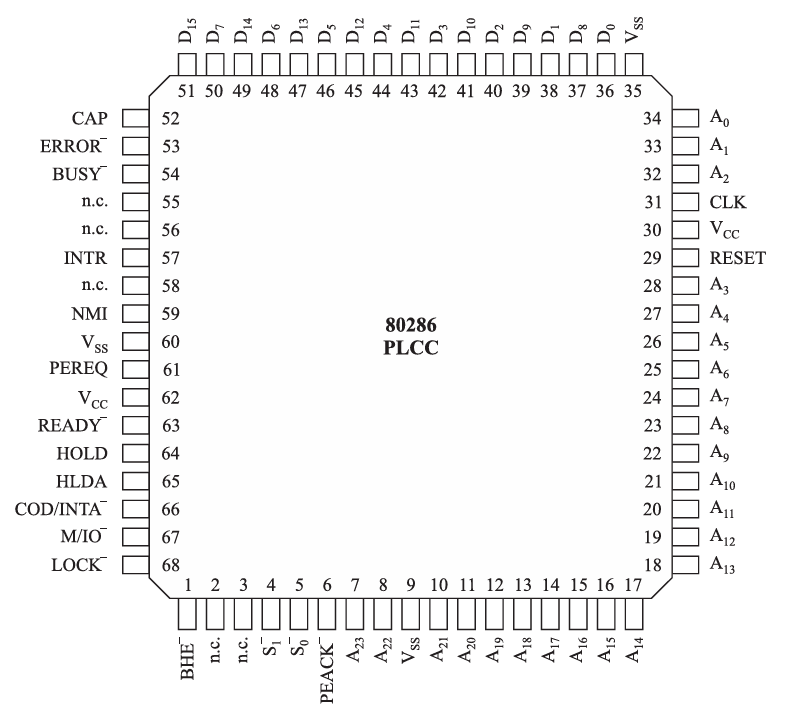 D15 D7 D14 D6 D13 D5 D12 D4 D11 D3 D10 D2 D9 D1 D8 D0 VSS
51 50 49 48 47 46 45 44 43 42 41 40 39 38 37 36 35
CAP 52 34 A0
ERROR‾ 53 33 A1
BUSY‾ 54 32 A2
n.c. 55 31 CLK
n.c. 56 30 VCC
INTR 57 29 RESET
n.c. 58 28 A3
NMI 59 27 A4
80286
VSS 60 26 A5
PLCC
PEREQ 61 25 A6
VCC 62 24 A7
READY‾ 63 23 A8
HOLD 64 22 A9
HLDA 65 21 A10
COD/INTA‾ 66 20 A11
M/IO‾ 67 19 A12
LOCK‾ 68 18 A13
1 2 3 4 5 6 7 8 9 10 11 12 13 14 15 16 17
BHE‾ n.c. n.c. S1‾ S0‾ PEACK‾ A23 A22 VSS A21 A20 A19 A18 A17 A16 A15 A14